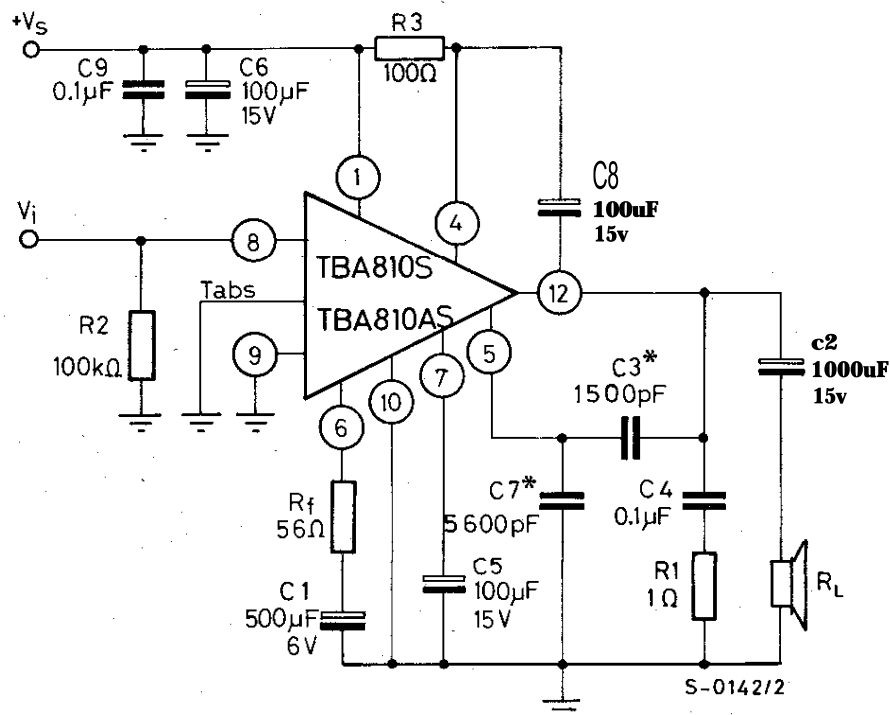 +Vs
R3
100Ω
C9
0.1µF
C6
100µF
15V
1
4
C8
100uF
15v
Vi
8
TBA810S
Tabs
TBA810AS
12
R2
100kΩ
9
10
7
5
6
C3*
1500pF
c2
1000uF
15v
Rf
56Ω
C7*
5600pF
C4
0.1µF
C1
500µF
6V
C5
100µF
15V
R1
1Ω
RL
S-0142/2